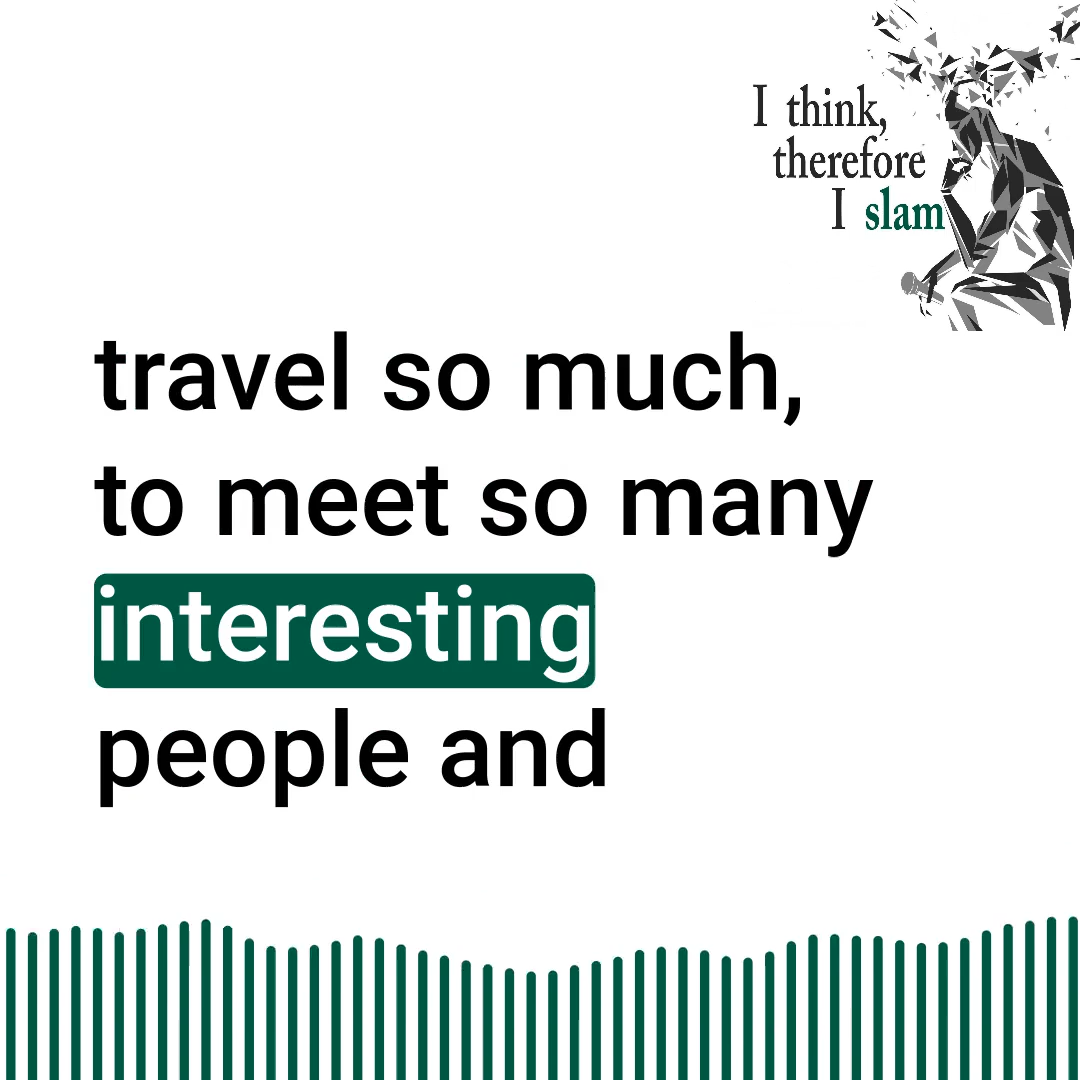 I think,
therefore
I slam
travel so much,
to meet so many
interesting
people and